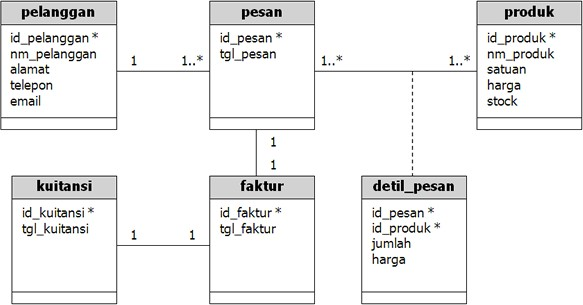 pelanggan
id_pelanggan *
nm_pelanggan
alamat
telepon
email
1
1..*
pesan
id_pesan *
tgl_pesan
1..*
1..*
produk
id_produk *
nm_produk
satuan
harga
stock
1
1
kuitansi
id_kuitansi *
tgl_kuitansi
1
1
faktur
id_faktur *
tgl_faktur
detil_pesan
id_pesan *
id_produk *
jumlah
harga